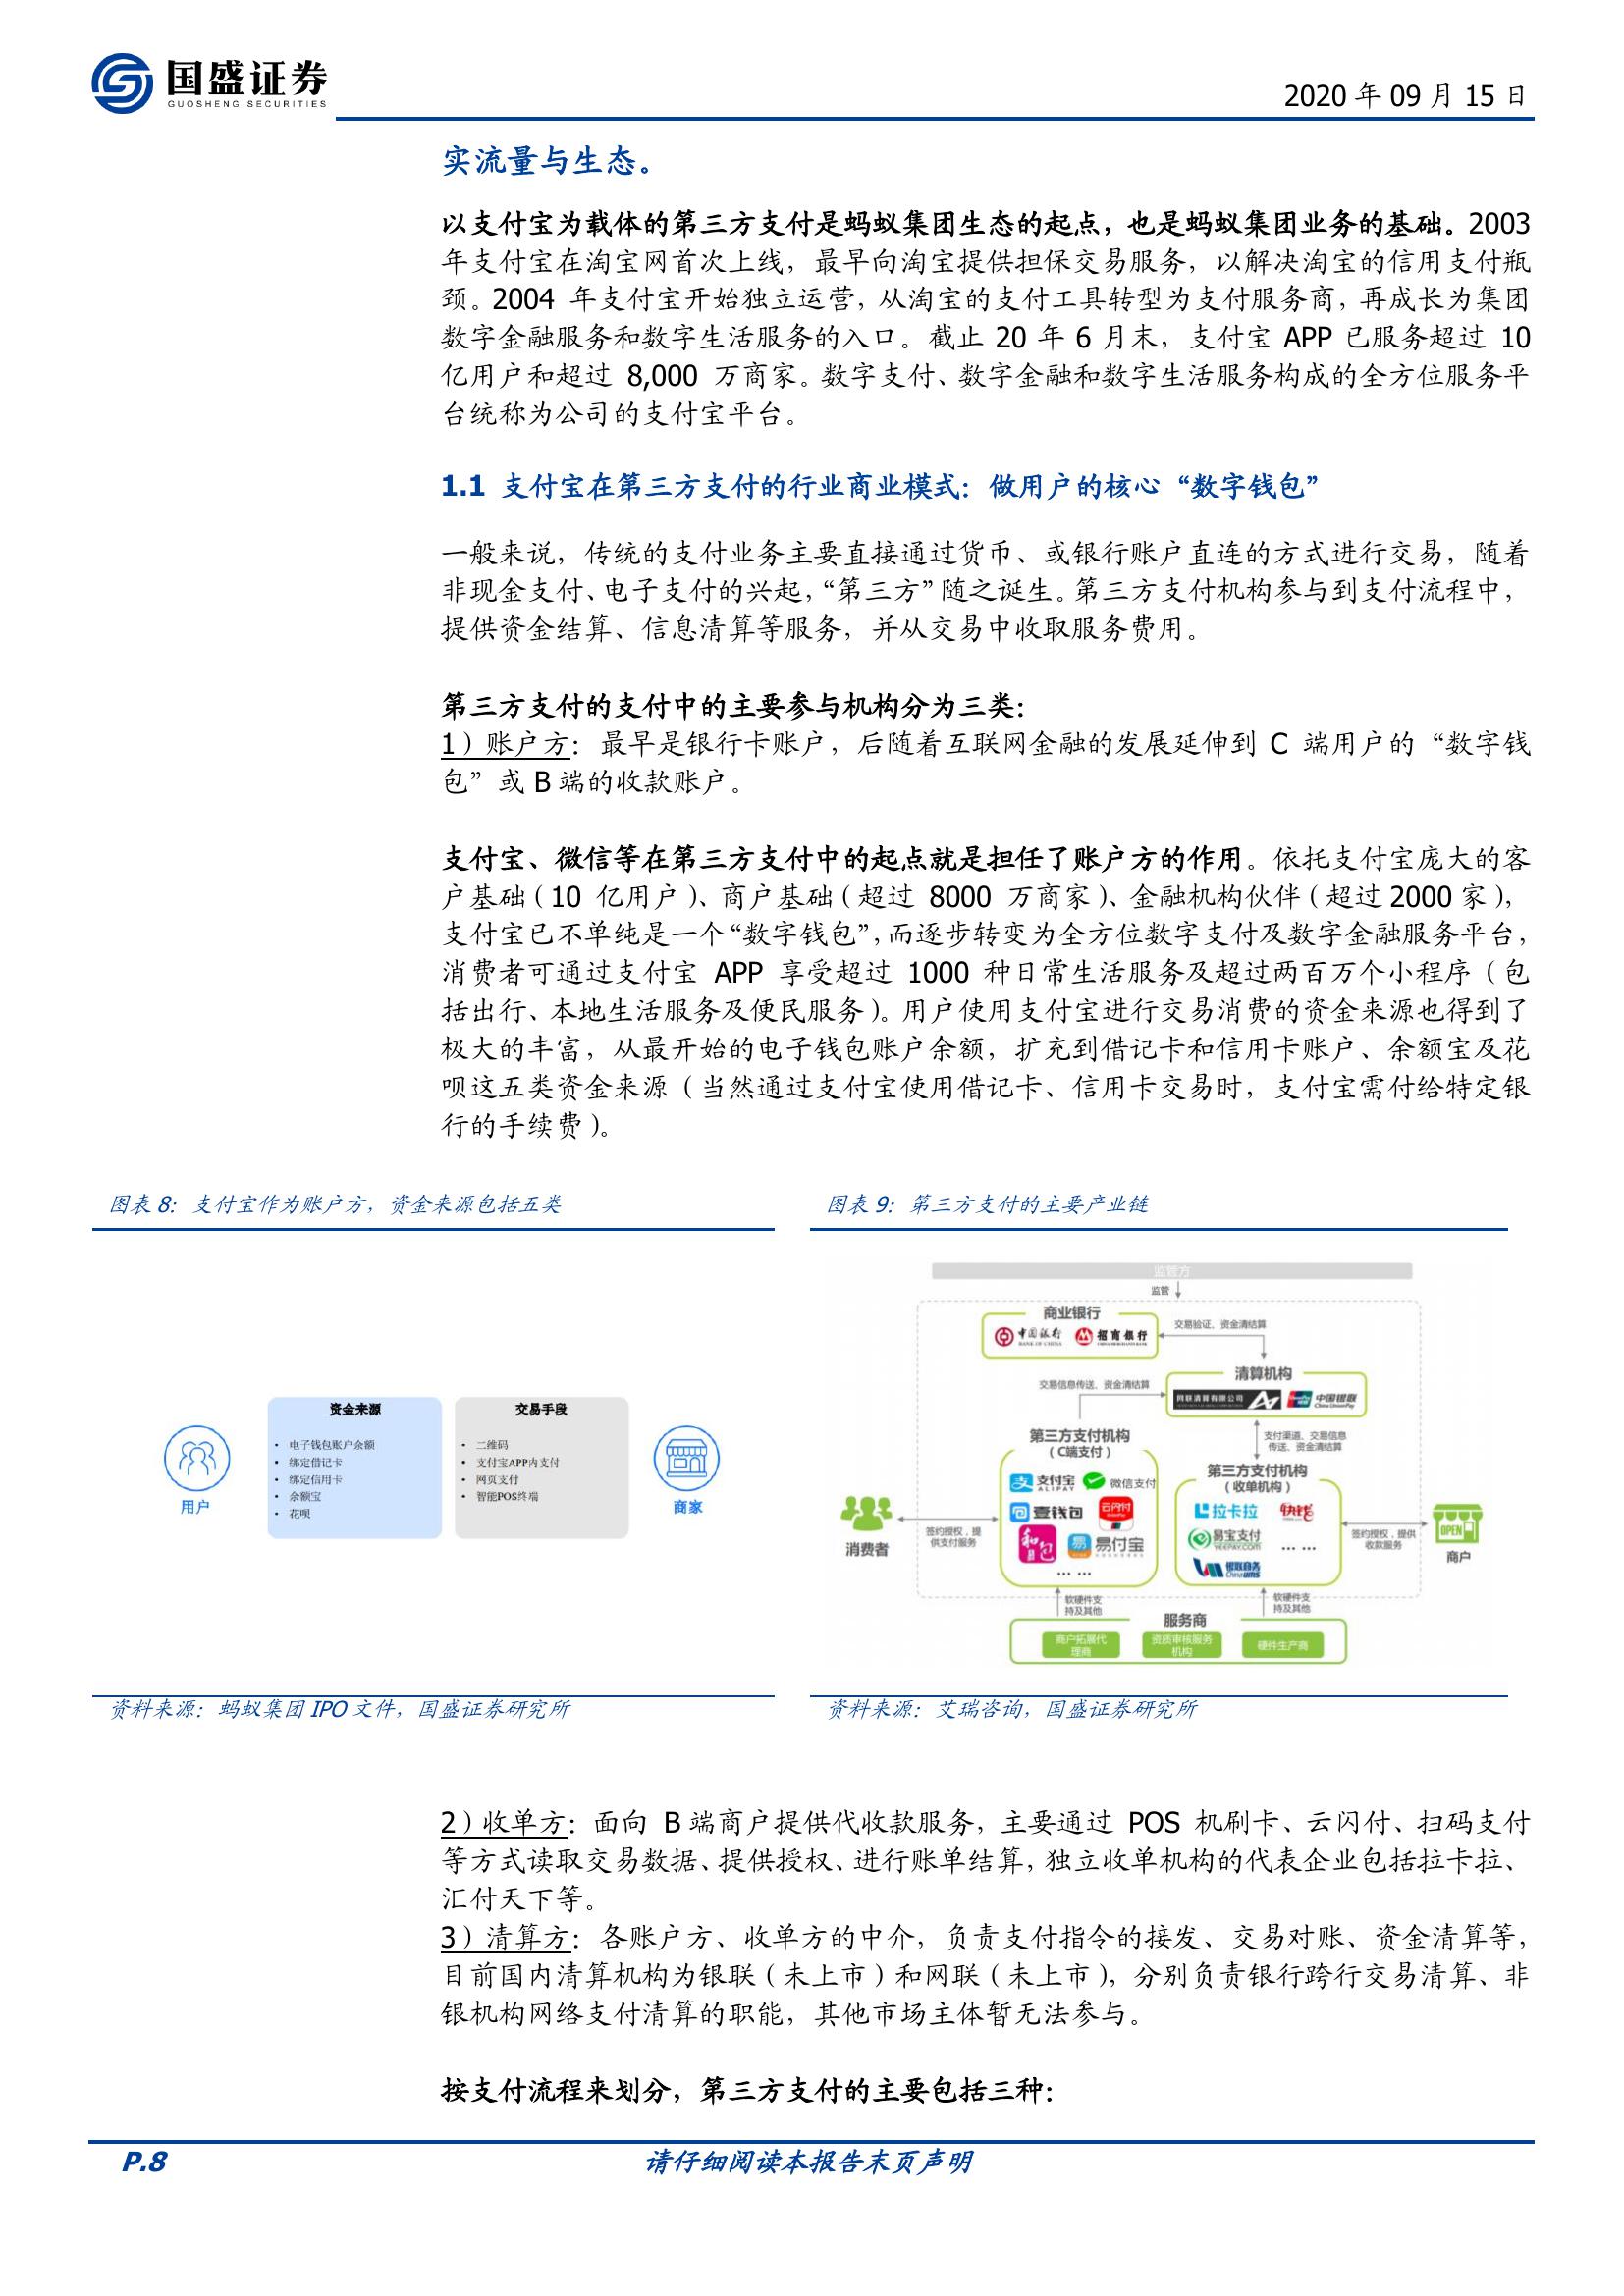 国盛证券
GUOSHENG SECURITIES
2020 年 09 月 15 日
实流量与生态。
以支付宝为载体的第三方支付是蚂蚁集团生态的起点，也是蚂蚁集团业务的基础。2003
年支付宝在淘宝网首次上线，最早向淘宝提供担保交易服务，以解决淘宝的信用支付瓶
颈。2004 年支付宝开始独立运营，从淘宝的支付工具转型为支付服务商，再成长为集团
数字金融服务和数字生活服务的入口。截止 20 年 6 月末，支付宝 APP 已服务超过 10
亿用户和超过 8,000 万商家。数字支付、数字金融和数字生活服务构成的全方位服务平
台统称为公司的支付宝平台。
1.1 支付宝在第三方支付的行业商业模式：做用户的核心“数字钱包”
一般来说，传统的支付业务主要直接通过货币、或银行账户直连的方式进行交易，随着
非现金支付、电子支付的兴起，“第三方”随之诞生。第三方支付机构参与到支付流程中，
提供资金结算、信息清算等服务，并从交易中收取服务费用。
第三方支付的支付中的主要参与机构分为三类：
1）账户方：最早是银行卡账户，后随着互联网金融的发展延伸到 C 端用户的“数字钱
包”或 B 端的收款账户。
支付宝、微信等在第三方支付中的起点就是担任了账户方的作用。依托支付宝庞大的客
户基础（10 亿用户）、商户基础（超过 8000 万商家）、金融机构伙伴（超过 2000 家），
支付宝已不单纯是一个“数字钱包”，而逐步转变为全方位数字支付及数字金融服务平台，
消费者可通过支付宝 APP 享受超过 1000 种日常生活服务及超过两百万个小程序（包
括出行、本地生活服务及便民服务）。用户使用支付宝进行交易消费的资金来源也得到了
极大的丰富，从最开始的电子钱包账户余额，扩充到借记卡和信用卡账户、余额宝及花
呗这五类资金来源（当然通过支付宝使用借记卡、信用卡交易时，支付宝需付给特定银
行的手续费）。
图表 8：支付宝作为账户方，资金来源包括五类
用户
资金来源
• 电子钱包账户余额
• 绑定借记卡
• 绑定信用卡
• 余额宝
• 花呗
交易手段
• 二维码
• 支付宝APP内支付
• 网页支付
• 智能POS终端
商家
资料来源：蚂蚁集团 IPO 文件，国盛证券研究所
图表 9：第三方支付的主要产业链
监管方
监管
商业银行
中国银行
BANK OF CHINA
招商银行
CHINA MERCHANTS BANK
交易验证、资金清结算
清算机构
网联清算有限公司
中国银联
China UnionPay
交易信息传送、资金清结算
支付渠道、交易信息
传送、资金清结算
第三方支付机构
（C端支付）
支付宝
ALIPAY
微信支付
壹钱包
云闪付
和包
易付宝
... ...
第三方支付机构
（收单机构）
拉卡拉
快钱
易宝支付
YEEPAY.COM
... ...
银联商务
China ums
消费者
签约授权，提
供支付服务
签约授权，提供
收款服务
OPEN
商户
软硬件支
持及其他
软硬件支
持及其他
服务商
商户拓展代
理商
资质审核服务
机构
硬件生产商
资料来源：艾瑞咨询，国盛证券研究所
2）收单方：面向 B 端商户提供代收款服务，主要通过 POS 机刷卡、云闪付、扫码支付
等方式读取交易数据、提供授权、进行账单结算，独立收单机构的代表企业包括拉卡拉、
汇付天下等。
3）清算方：各账户方、收单方的中介，负责支付指令的接发、交易对账、资金清算等，
目前国内清算机构为银联（未上市）和网联（未上市），分别负责银行跨行交易清算、非
银机构网络支付清算的职能，其他市场主体暂无法参与。
按支付流程来划分，第三方支付的主要包括三种：
P.8
请仔细阅读本报告末页声明